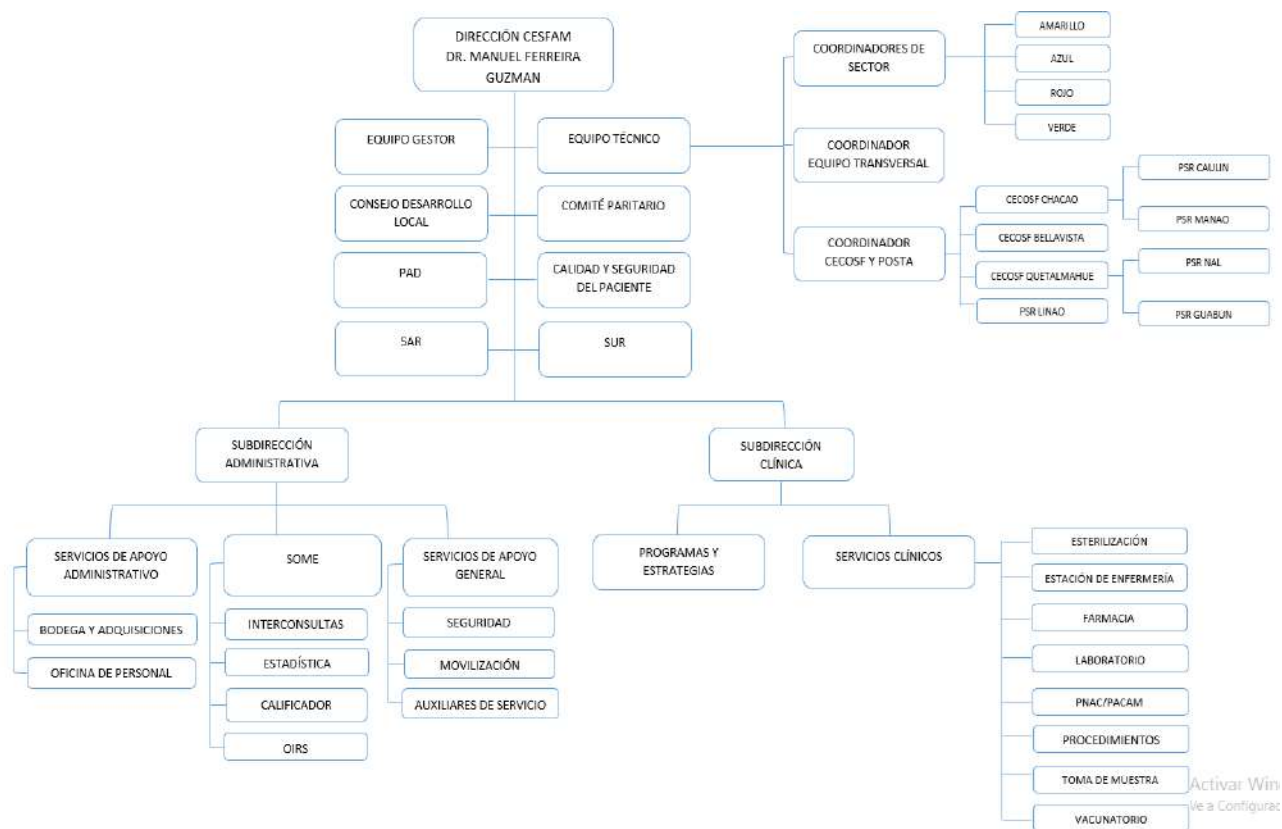 DIRECCIÓN CESFAM
DR. MANUEL FERREIRA
GUZMAN
EQUIPO GESTOR
EQUIPO TÉCNICO
CONSEJO DESARROLLO
LOCAL
COMITÉ PARITARIO
PAD
CALIDAD Y SEGURIDAD
DEL PACIENTE
SAR
SUR
COORDINADORES DE
SECTOR
AMARILLO
AZUL
ROJO
VERDE
COORDINADOR
EQUIPO TRANSVERSAL
COORDINADOR
CECOSF Y POSTA
CECOSF CHACAO
CECOSF BELLAVISTA
CECOSF QUETALMAHUE
PSR LINAO
PSR CAULIN
PSR MANAO
PSR NAL
PSR GUABUN
SUBDIRECCIÓN
ADMINISTRATIVA
SUBDIRECCIÓN
CLÍNICA
SERVICIOS DE APOYO
ADMINISTRATIVO
BODEGA Y ADQUISICIONES
OFICINA DE PERSONAL
SOME
INTERCONSULTAS
ESTADÍSTICA
CALIFICADOR
OIRS
SERVICIOS DE APOYO
GENERAL
SEGURIDAD
MOVILIZACIÓN
AUXILIARES DE SERVICIO
PROGRAMAS Y
ESTRATEGIAS
SERVICIOS CLÍNICOS
ESTERILIZACIÓN
ESTACIÓN DE ENFERMERÍA
FARMACIA
LABORATORIO
PNAC/PACAM
PROCEDIMIENTOS
TOMA DE MUESTRA
VACUNATORIO
Activar Win
Ve a Configurac